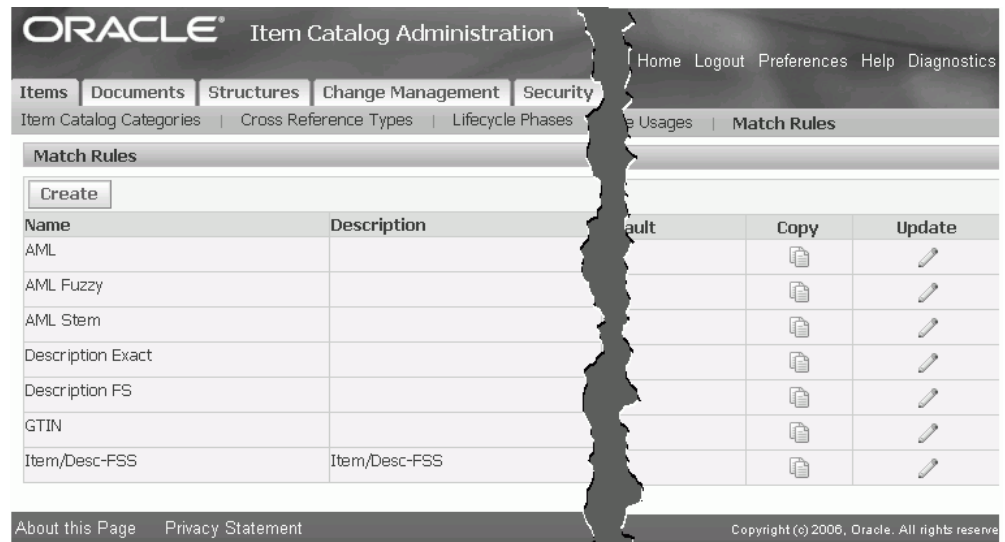 ORACLE® Item Catalog Administration
Home Logout Preferences Help Diagnostics
Items Documents Structures Change Management Security
Item Catalog Categories | Cross Reference Types | Lifecycle Phases e Usages | Match Rules
Match Rules
Create
Name Description ault Copy Update
AML
AML Fuzzy
AML Stem
Description Exact
Description FS
GTIN
Item/Desc-FSS Item/Desc-FSS
About this Page Privacy Statement Copyright (c) 2006, Oracle. All rights reserve